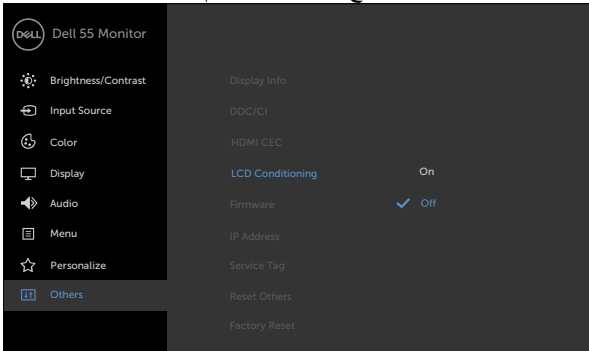 DELL Dell 55 Monitor
Brightness/Contrast
Input Source
Color
Display
Audio
Menu
Personalize
Others
Display Info
DDC/CI
HDMI CEC
LCD Conditioning
Firmware
IP Address
Service Tag
Reset Others
Factory Reset
On
Off